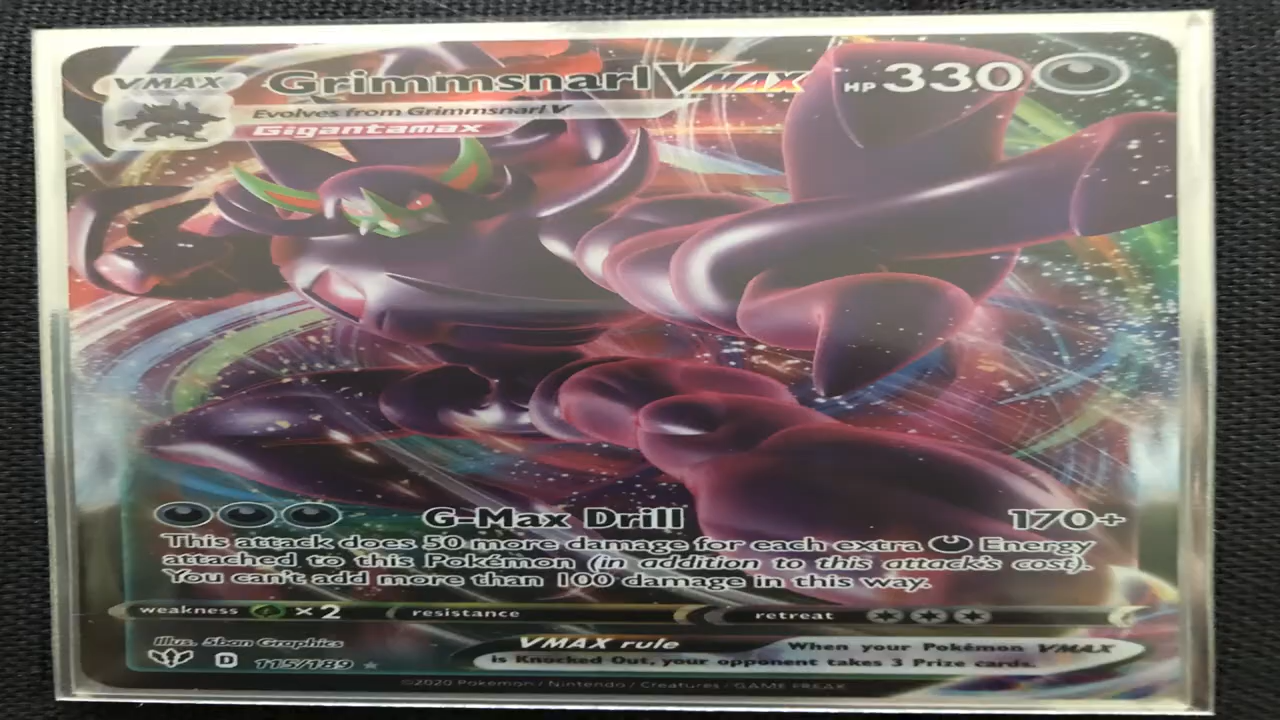 VMAX
Grimmsnarl VMAX HP 330
Evolves from Grimmsnarl V
Gigantamax
G-Max Drill 170+
This attack does 50 more damage for each extra Energy
attached to this Pokémon (in addition to this attack's cost).
You can't add more than 100 damage in this way.
weakness ×2 resistance retreat
Illus. 5ban Graphics
VMAX rule When your Pokémon VMAX
is Knocked Out, your opponent takes 3 Prize cards.
D 115/189
©2020 Pokémon / Nintendo / Creatures / GAME FREAK